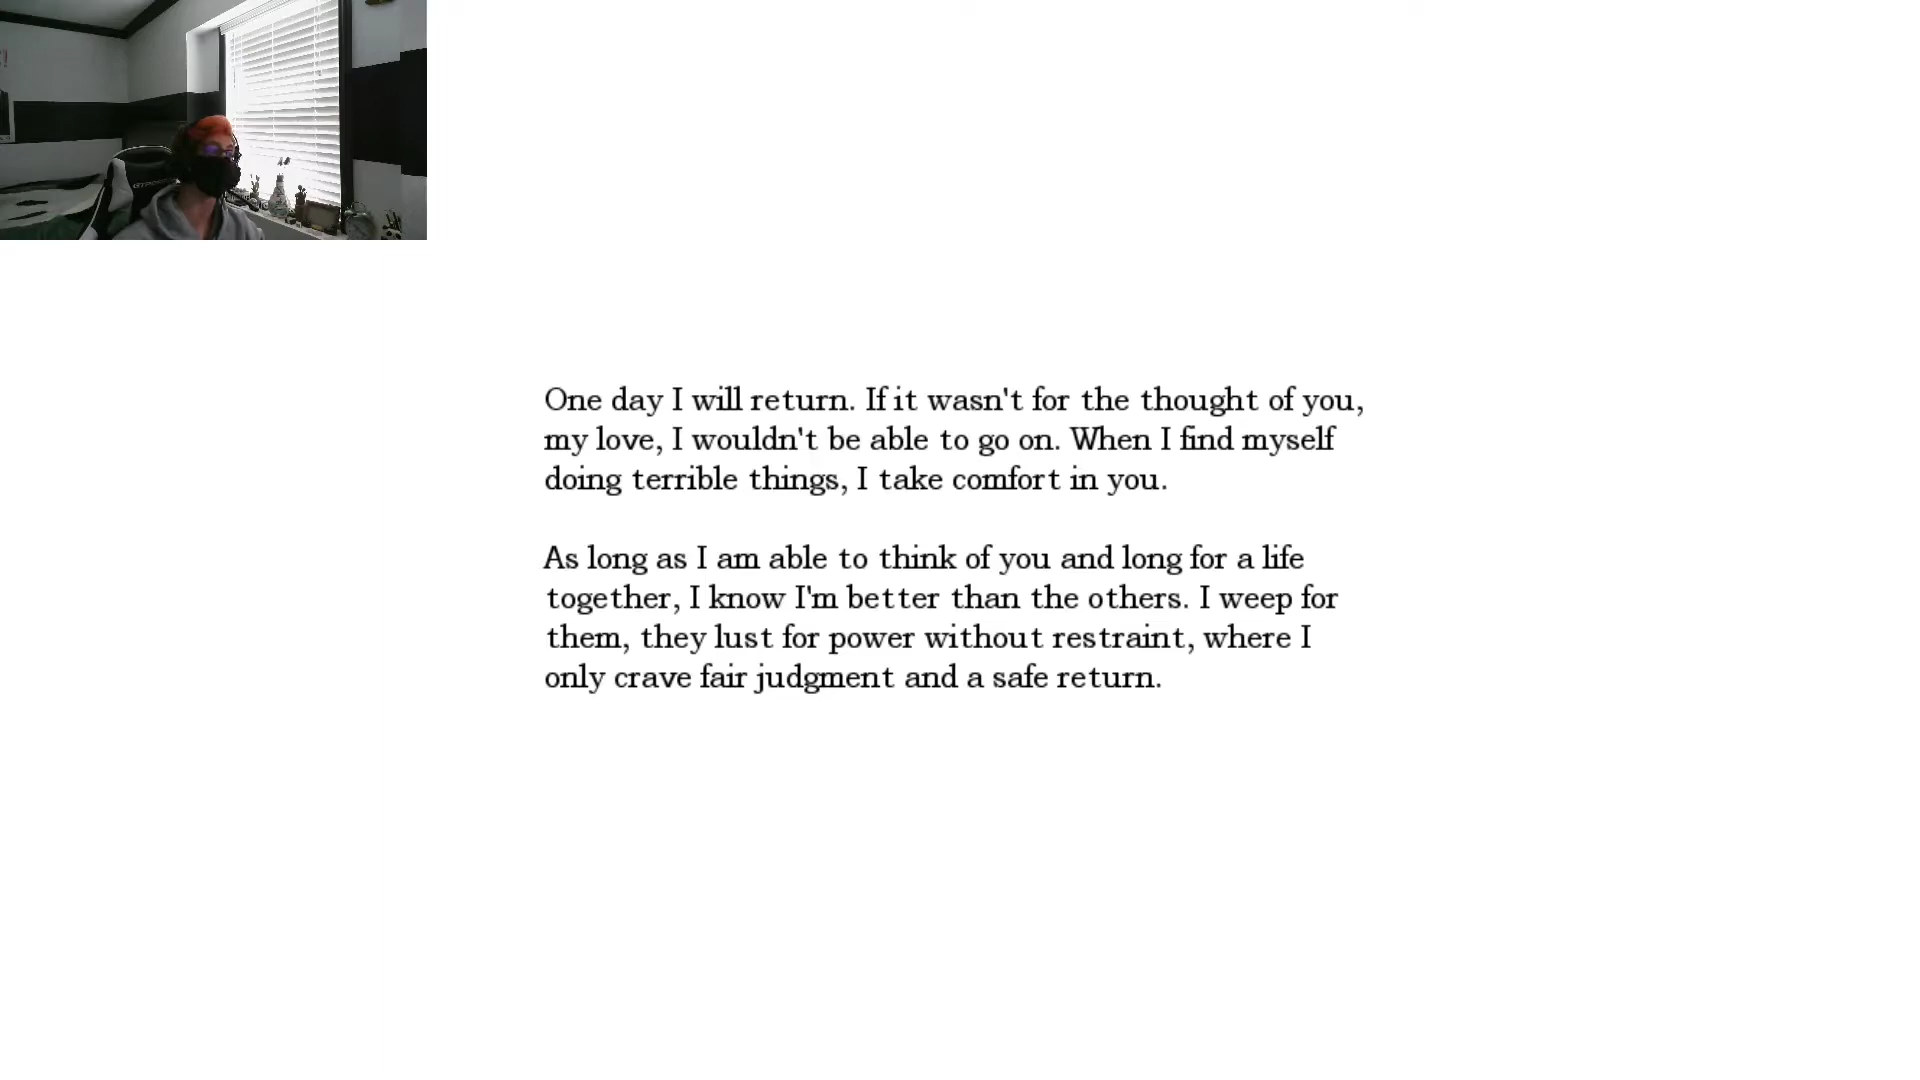 One day I will return. If it wasn't for the thought of you,
my love, I wouldn't be able to go on. When I find myself
doing terrible things, I take comfort in you.
As long as I am able to think of you and long for a life
together, I know I'm better than the others. I weep for
them, they lust for power without restraint, where I
only crave fair judgment and a safe return.